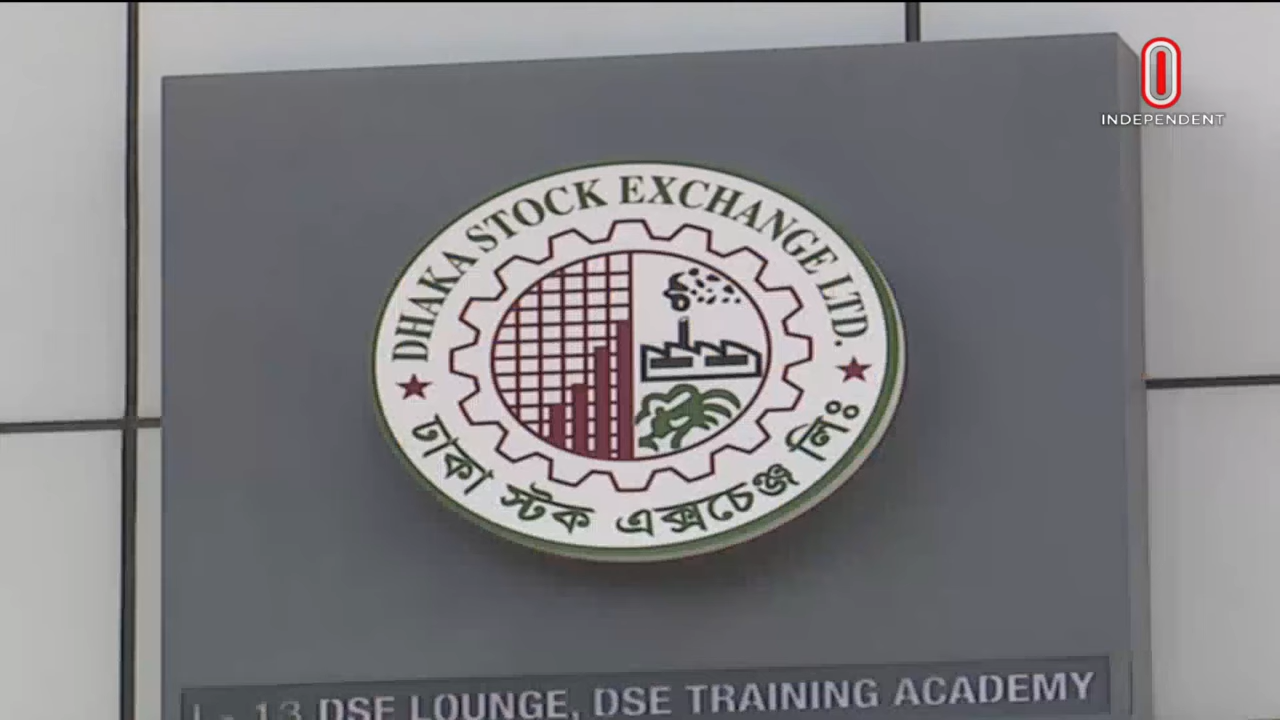 INDEPENDENT
DHAKA STOCK EXCHANGE LTD.
ঢাকা স্টক এক্সচেঞ্জ লিঃ
L - 13 DSE LOUNGE, DSE TRAINING ACADEMY